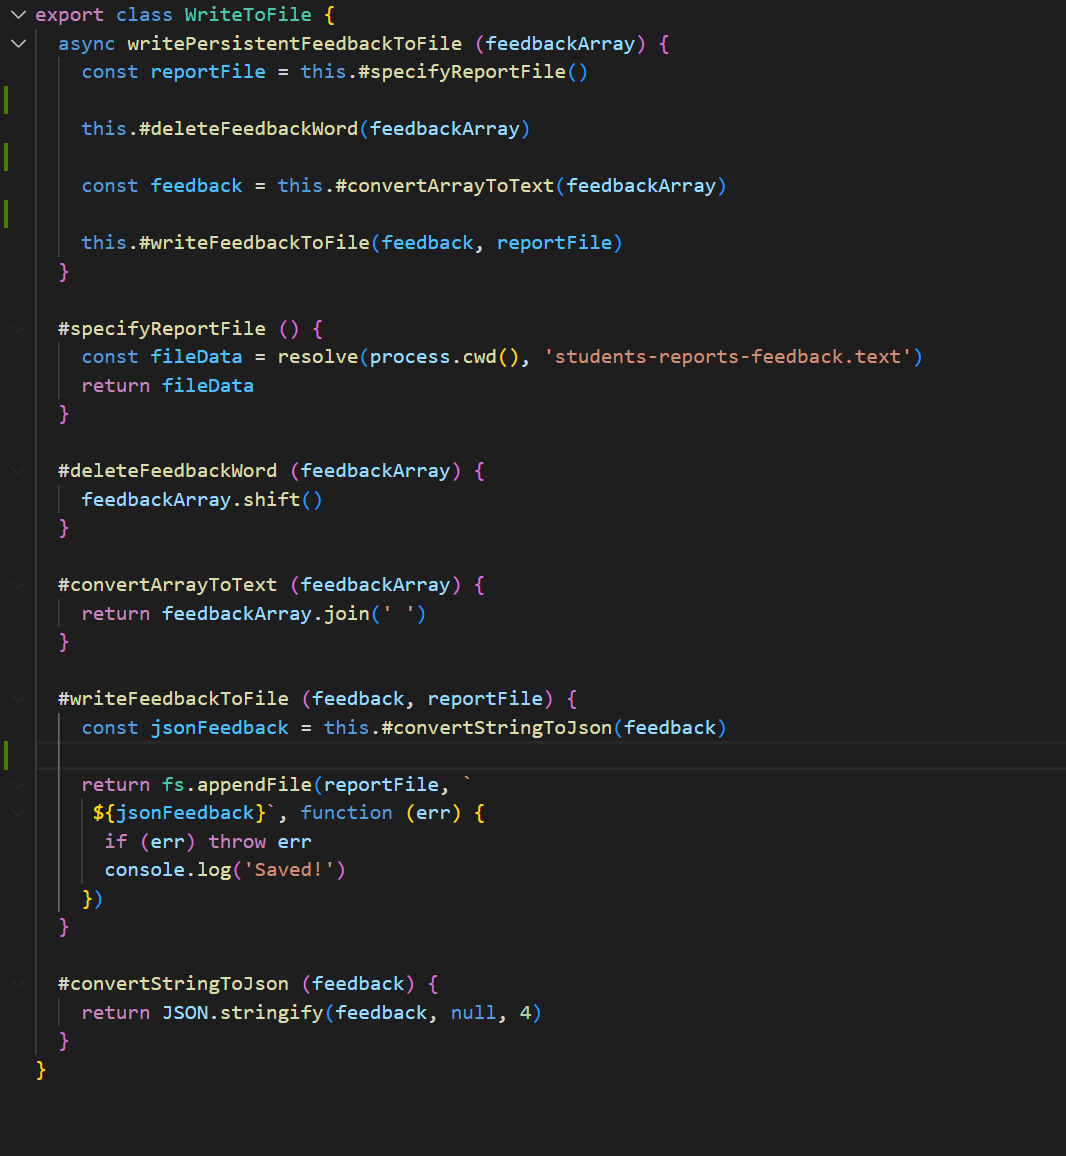 export class WriteToFile {
  async writePersistentFeedbackToFile (feedbackArray) {
    const reportFile = this.#specifyReportFile()
    this.#deleteFeedbackWord(feedbackArray)
    const feedback = this.#convertArrayToText(feedbackArray)
    this.#writeFeedbackToFile(feedback, reportFile)
  }
  #specifyReportFile () {
    const fileData = resolve(process.cwd(), 'students-reports-feedback.text')
    return fileData
  }
  #deleteFeedbackWord (feedbackArray) {
    feedbackArray.shift()
  }
  #convertArrayToText (feedbackArray) {
    return feedbackArray.join(' ')
  }
  #writeFeedbackToFile (feedback, reportFile) {
    const jsonFeedback = this.#convertStringToJson(feedback)
    return fs.appendFile(reportFile, `
     ${jsonFeedback}`, function (err) {
      if (err) throw err
      console.log('Saved!')
    })
  }
  #convertStringToJson (feedback) {
    return JSON.stringify(feedback, null, 4)
  }
}